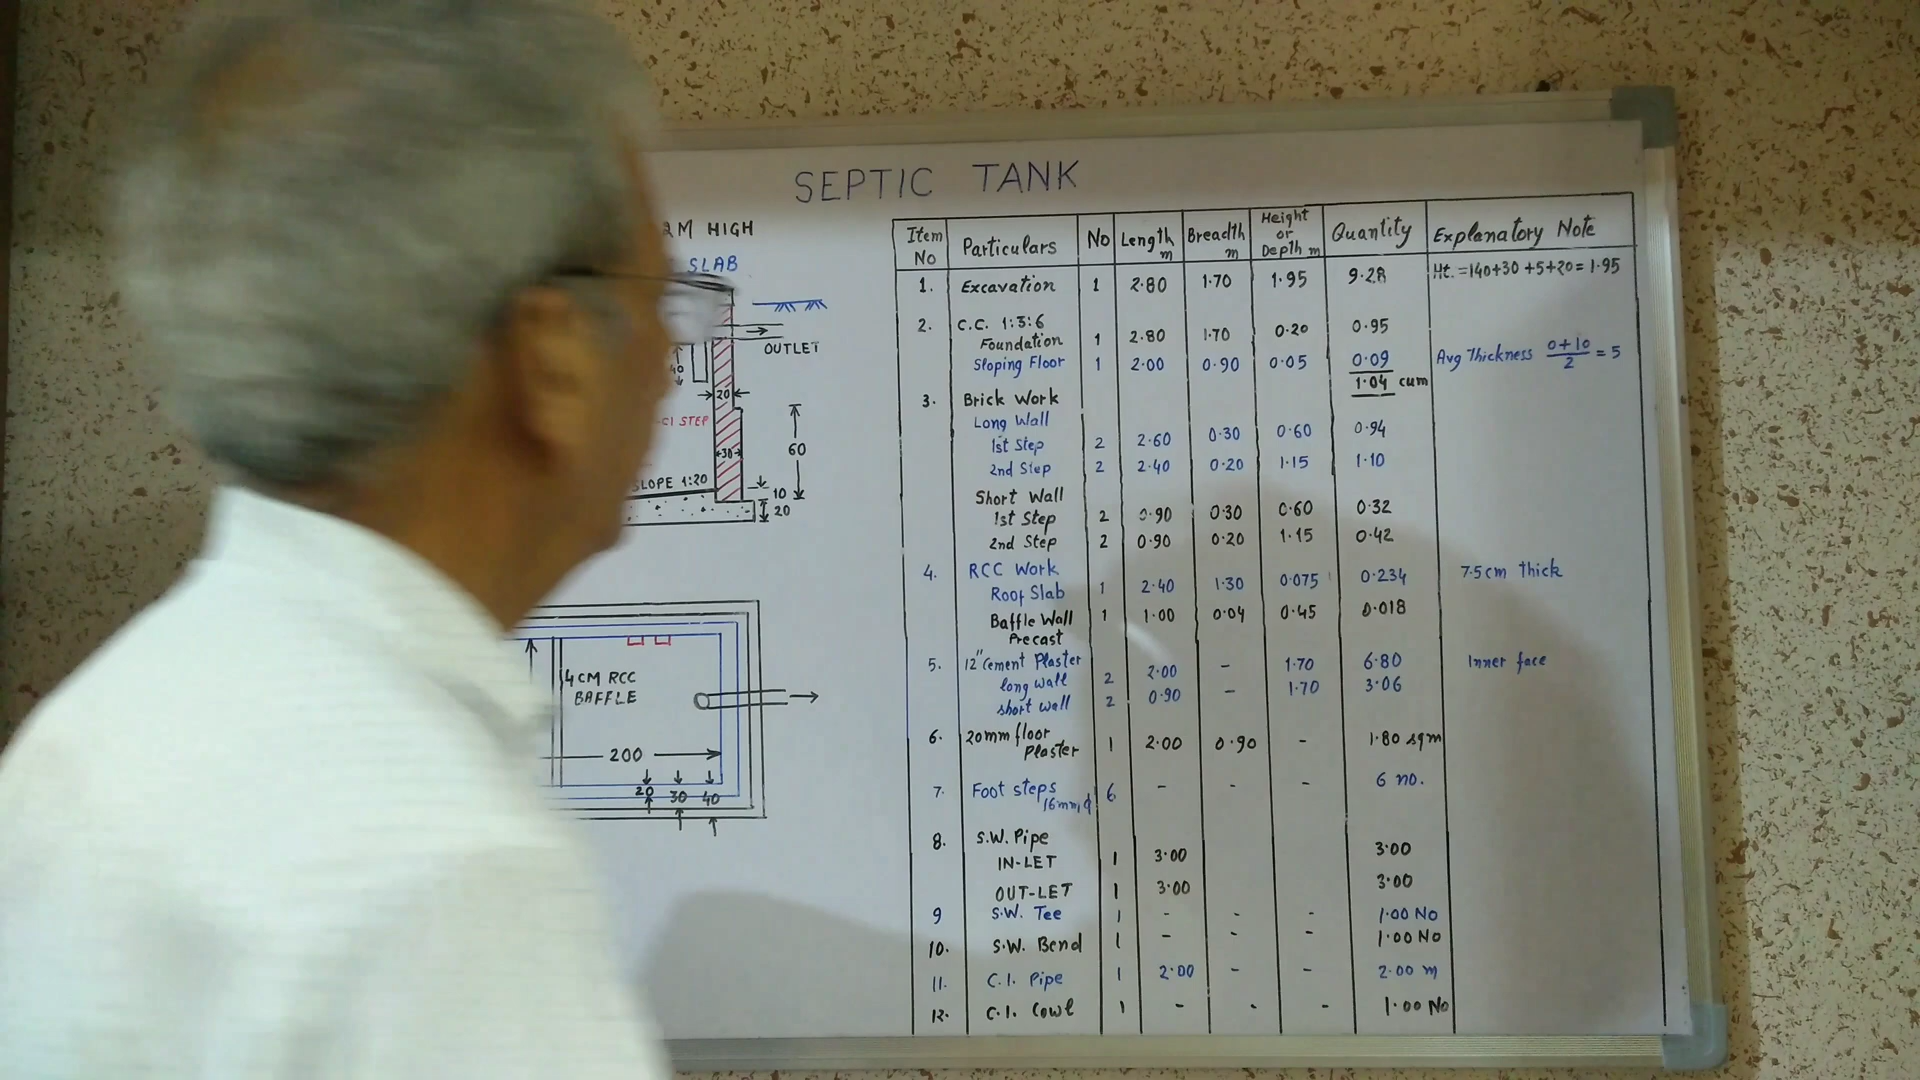 SEPTIC TANK
2M HIGH
SLAB
OUTLET
40
20
CI STEP
60
30
SLOPE 1:20
10
20
4CM RCC
BAFFLE
200
20 30 40
Item No Particulars No Length m Breadth m Height or Depth m Quantity Explanatory Note
1. Excavation 1 2.80 1.70 1.95 9.28 Ht. = 140+30+5+20 = 1.95
2. C.C. 1:3:6
Foundation 1 2.80 1.70 0.20 0.95
Sloping Floor 1 2.00 0.90 0.05 0.09 Avg Thickness 0+10/2 = 5
1.04 cum
3. Brick Work
Long Wall
1st Step 2 2.60 0.30 0.60 0.94
2nd Step 2 2.40 0.20 1.15 1.10
Short Wall
1st Step 2 0.90 0.30 0.60 0.32
2nd Step 2 0.90 0.20 1.15 0.42
4. RCC Work
Roof Slab 1 2.40 1.30 0.075 0.234 7.5cm thick
Baffle Wall 1 1.00 0.04 0.45 0.018
Precast
5. 12" Cement Plaster
long wall 2 2.00 - 1.70 6.80 Inner face
short wall 2 0.90 - 1.70 3.06
6. 20mm floor
Plaster 1 2.00 0.90 - 1.80 sqm
7. Foot steps 6 - - - 6 no.
16mm φ
8. S.W. Pipe
IN-LET 1 3.00 3.00
OUT-LET 1 3.00 3.00
9 S.W. Tee 1 - - - 1.00 No
10. S.W. Bend 1 - - - 1.00 No
11. C.I. Pipe 1 2.00 - - 2.00 m
12. C.I. Cowl 1 - - - 1.00 No